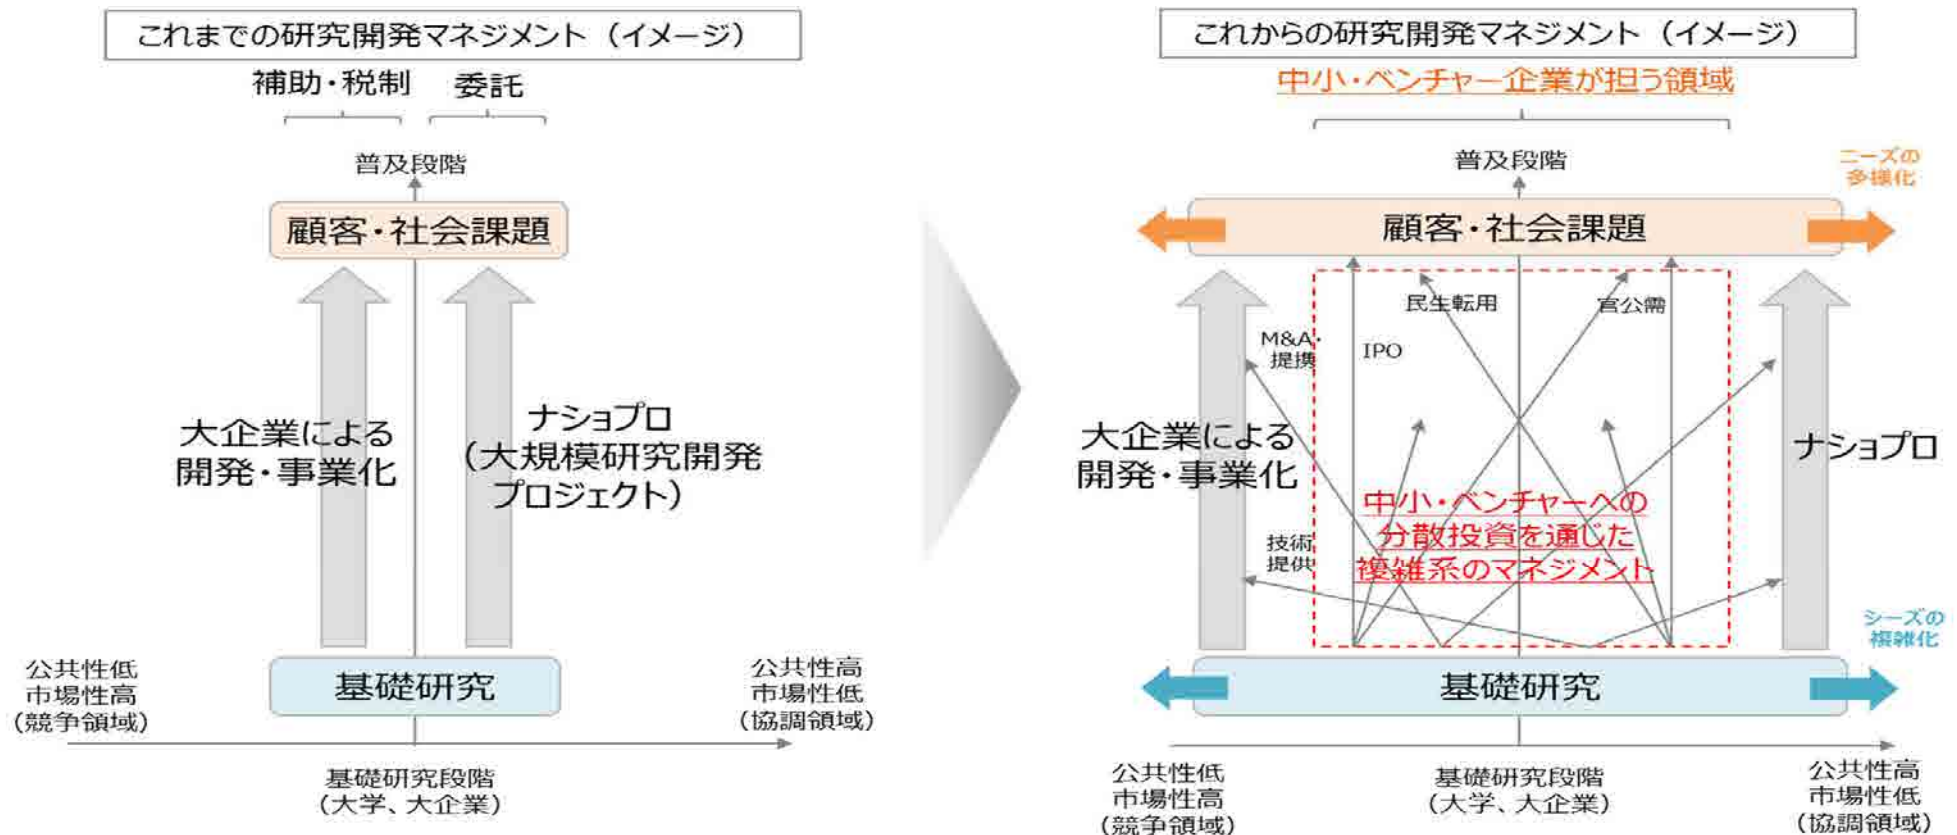 これまでの研究開発マネジメント（イメージ）
補助・税制
委託
普及段階
顧客・社会課題
大企業による
開発・事業化
ナショプロ
（大規模研究開発
プロジェクト）
基礎研究
公共性低
市場性高
（競争領域）
公共性高
市場性低
（協調領域）
基礎研究段階
（大学、大企業）
これからの研究開発マネジメント（イメージ）
中小・ベンチャー企業が担う領域
普及段階
ニーズの
多様化
顧客・社会課題
民生転用
官公需
M&A・
提携
IPO
大企業による
開発・事業化
ナショプロ
中小・ベンチャーへの
分散投資を通じた
複雑系のマネジメント
技術
提供
シーズの
複雑化
基礎研究
公共性低
市場性高
（競争領域）
基礎研究段階
（大学、大企業）
公共性高
市場性低
（協調領域）